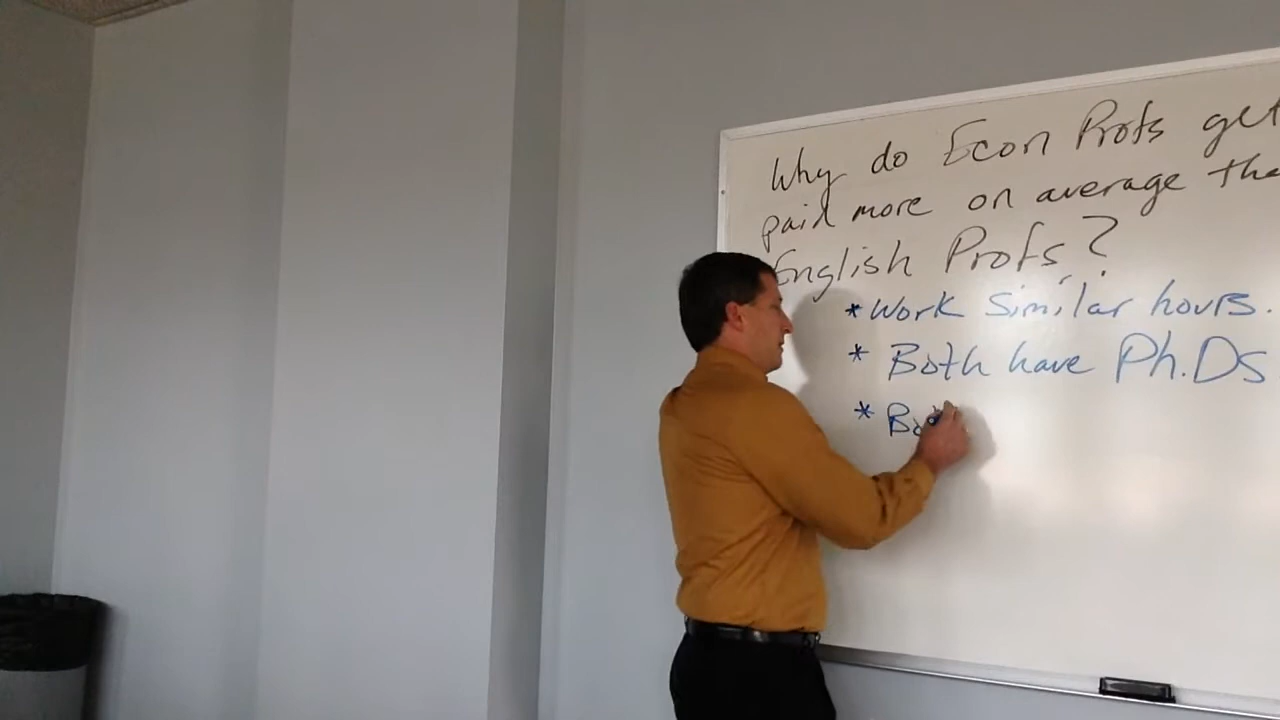 Why do Econ Profs get
paid more on average tha
English Profs?
* Work Similar hours.
* Both have Ph.Ds
* Bo